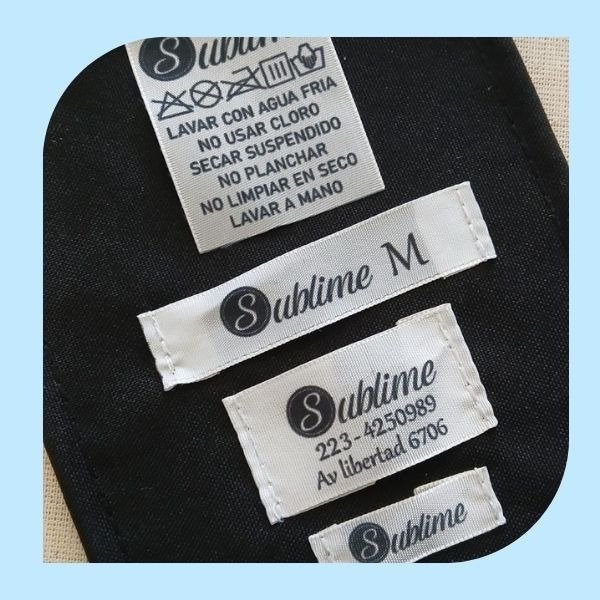 Sublime
LAVAR CON AGUA FRIA
NO USAR CLORO
SECAR SUSPENDIDO
NO PLANCHAR
NO LIMPIAR EN SECO
LAVAR A MANO
Sublime M
Sublime
223-4250989
Av libertad 6706
Sublime